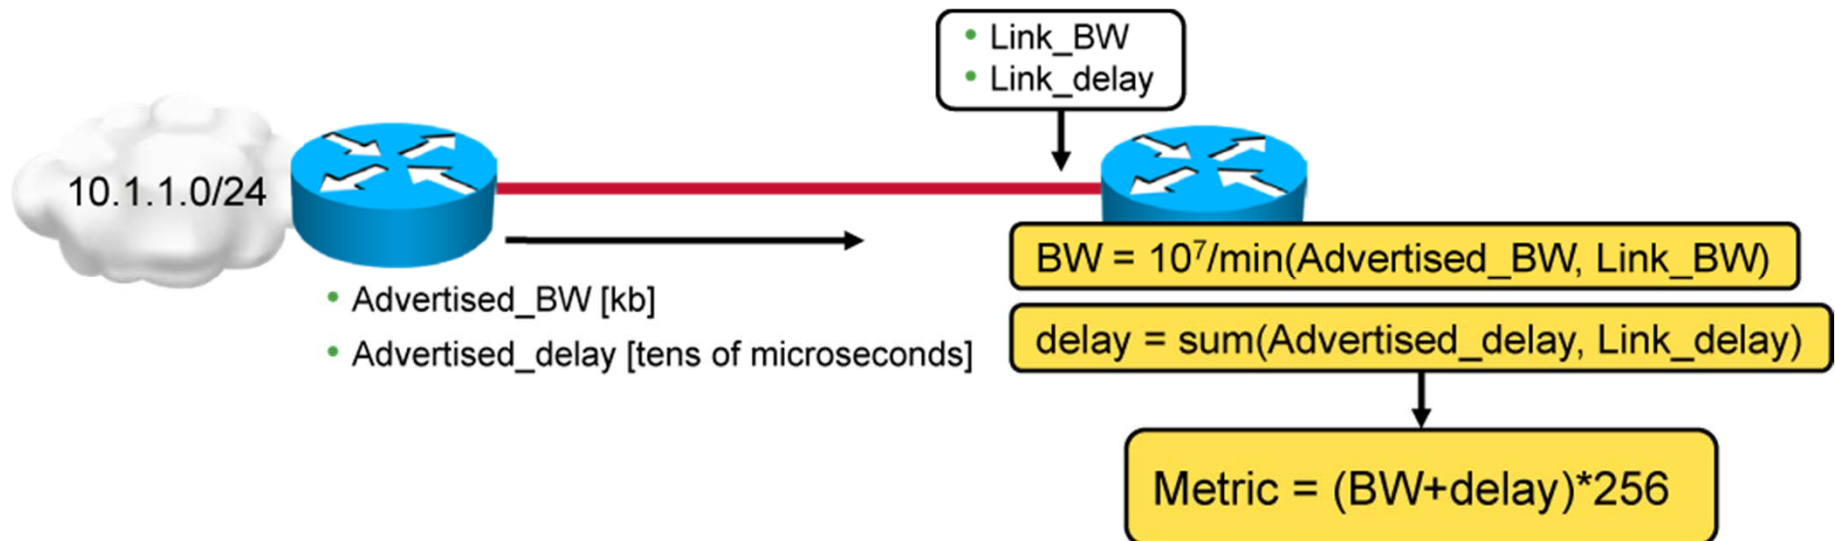 • Link_BW
• Link_delay
10.1.1.0/24
• Advertised_BW [kb]
• Advertised_delay [tens of microseconds]
BW = 10⁷/min(Advertised_BW, Link_BW)
delay = sum(Advertised_delay, Link_delay)
Metric = (BW+delay)*256